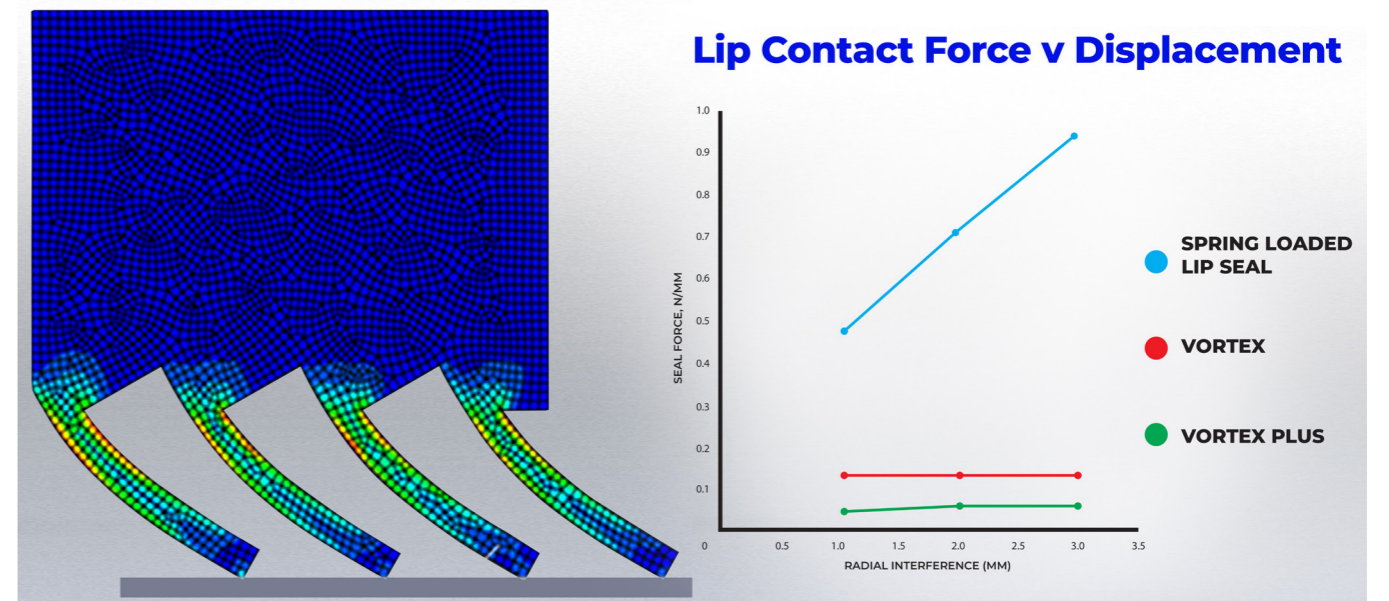 Lip Contact Force v Displacement
1.0
0.9
0.8
0.7
0.6
0.5
0.4
0.3
0.2
0.1
SEAL FORCE, N/MM
0 0.5 1.0 1.5 2.0 2.5 3.0 3.5
RADIAL INTERFERENCE (MM)
SPRING LOADED
LIP SEAL
VORTEX
VORTEX PLUS